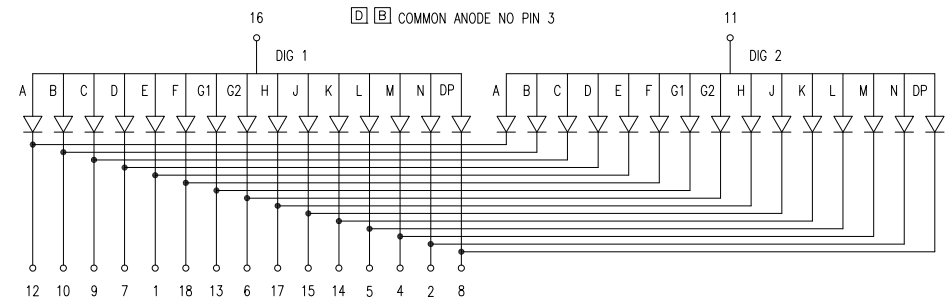 16 D B COMMON ANODE NO PIN 3 11
DIG 1 DIG 2
A B C D E F G1 G2 H J K L M N DP A B C D E F G1 G2 H J K L M N DP
12 10 9 7 1 18 13 6 17 15 14 5 4 2 8